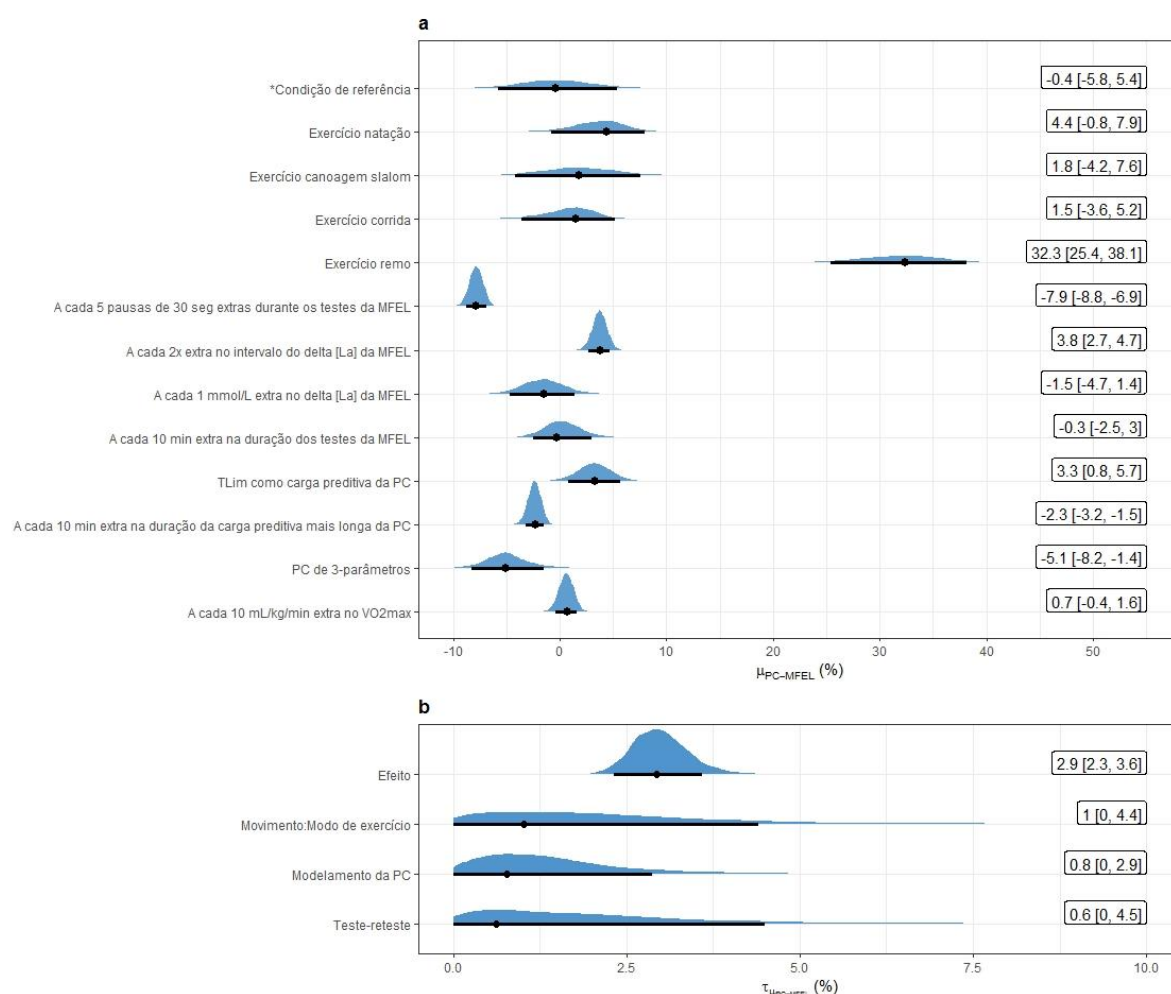 a
*Condição de referência -0.4 [-5.8, 5.4]
Exercício natação 4.4 [-0.8, 7.9]
Exercício canoagem slalom 1.8 [-4.2, 7.6]
Exercício corrida 1.5 [-3.6, 5.2]
Exercício remo 32.3 [25.4, 38.1]
A cada 5 pausas de 30 seg extras durante os testes da MFEL -7.9 [-8.8, -6.9]
A cada 2x extra no intervalo do delta [La] da MFEL 3.8 [2.7, 4.7]
A cada 1 mmol/L extra no delta [La] da MFEL -1.5 [-4.7, 1.4]
A cada 10 min extra na duração dos testes da MFEL -0.3 [-2.5, 3]
TLim como carga preditiva da PC 3.3 [0.8, 5.7]
A cada 10 min extra na duração da carga preditiva mais longa da PC -2.3 [-3.2, -1.5]
PC de 3-parâmetros -5.1 [-8.2, -1.4]
A cada 10 mL/kg/min extra no VO2max 0.7 [-0.4, 1.6]
-10 0 10 20 30 40 50
μPC–MFEL (%)
b
Efeito 2.9 [2.3, 3.6]
Movimento:Modo de exercício 1 [0, 4.4]
Modelamento da PC 0.8 [0, 2.9]
Teste-reteste 0.6 [0, 4.5]
0.0 2.5 5.0 7.5 10.0
τμPC–MFEL (%)